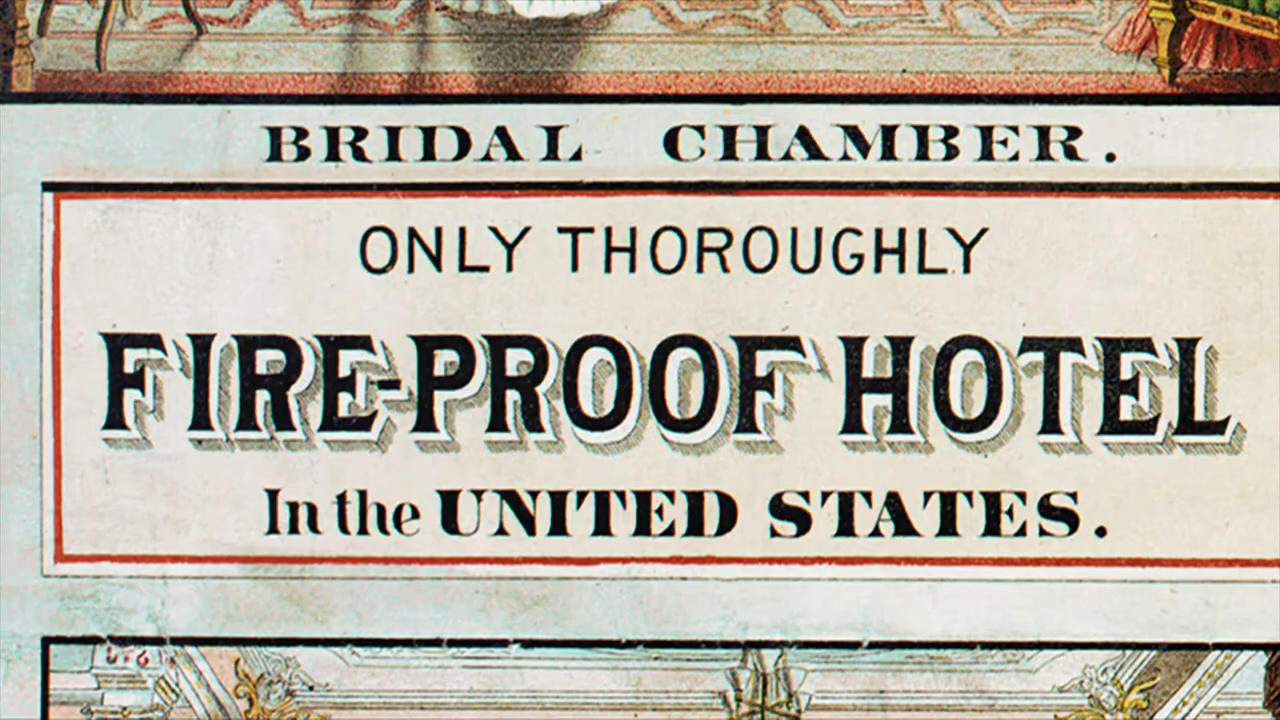 BRIDAL CHAMBER.
ONLY THOROUGHLY
FIRE-PROOF HOTEL
In the UNITED STATES.